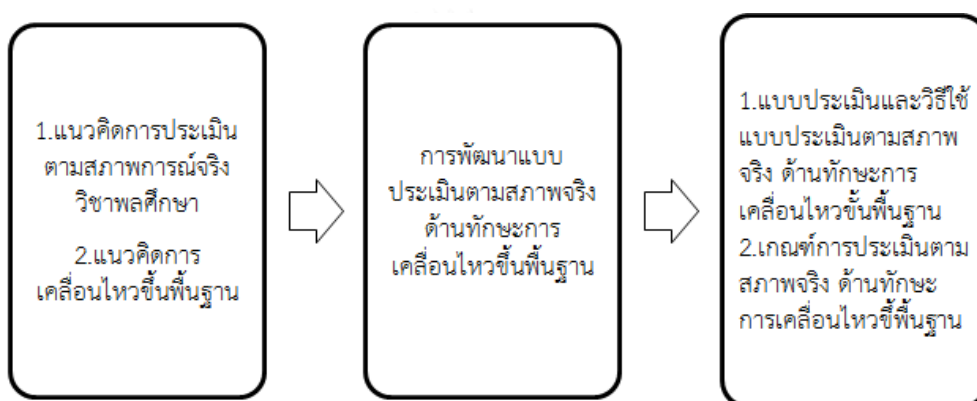 1.แนวคิดการประเมิน
ตามสภาพการณ์จริง
วิชาพลศึกษา
2.แนวคิดการ
เคลื่อนไหวขึ้นพื้นฐาน
การพัฒนาแบบ
ประเมินตามสภาพจริง
ด้านทักษะการ
เคลื่อนไหวขึ้นพื้นฐาน
1.แบบประเมินและวิธีใช้
แบบประเมินตามสภาพ
จริง ด้านทักษะการ
เคลื่อนไหวขั้นพื้นฐาน
2.เกณฑ์การประเมินตาม
สภาพจริง ด้านทักษะ
การเคลื่อนไหวขึ้พื้นฐาน